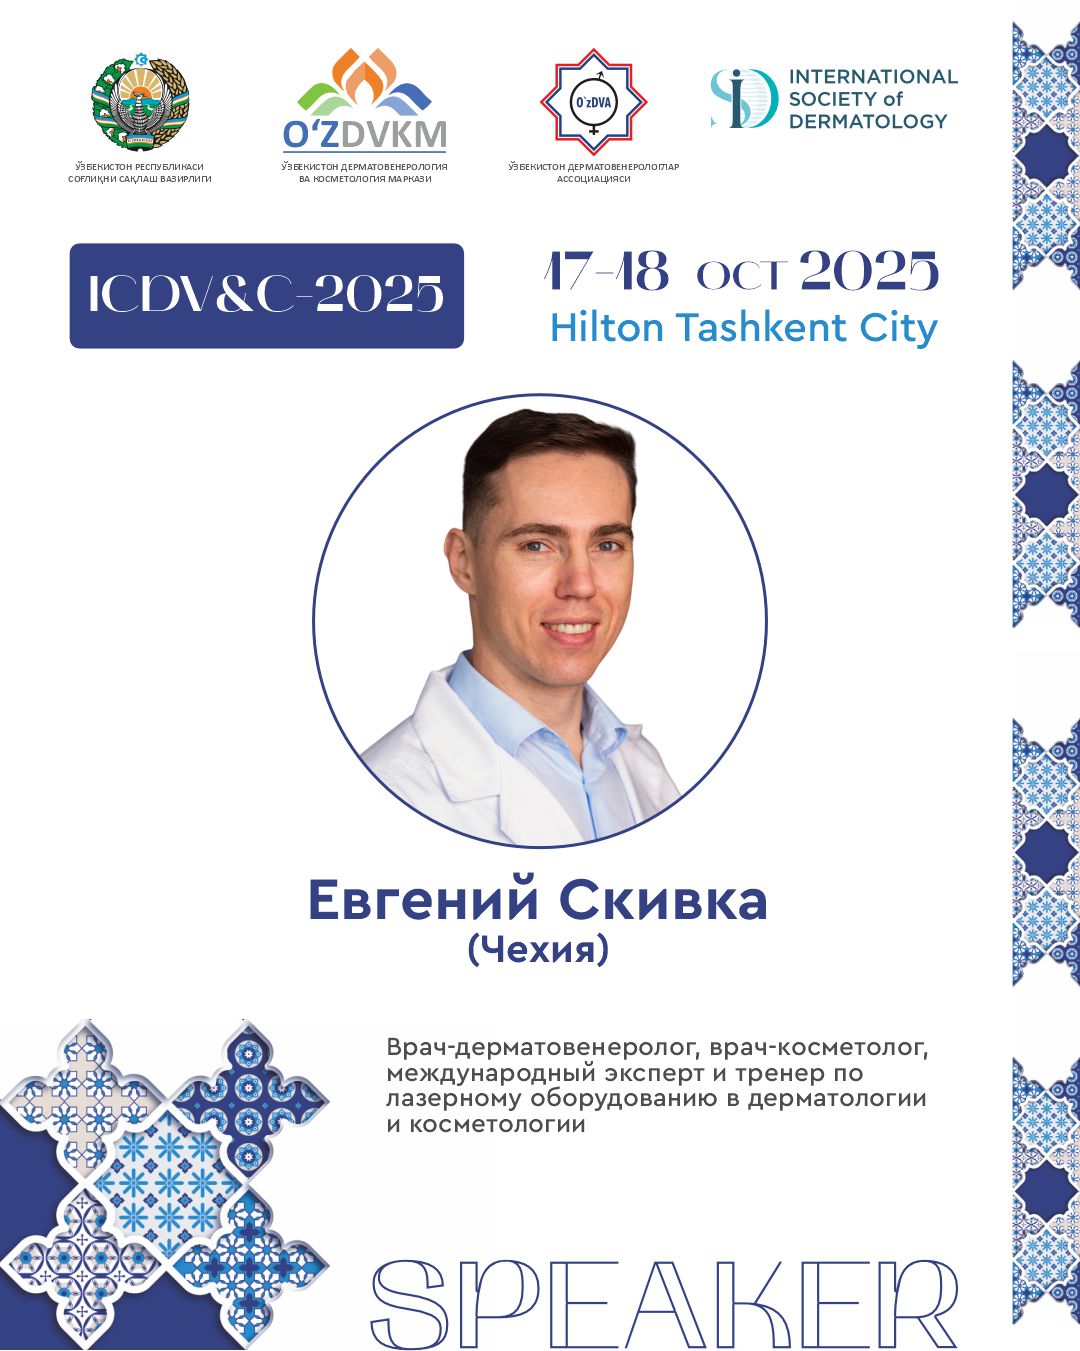 ЎЗБЕКИСТОН РЕСПУБЛИКАСИ
СОҒЛИҚНИ САҚЛАШ ВАЗИРЛИГИ
O‘ZDVKM
ЎЗБЕКИСТОН ДЕРМАТОВЕНЕРОЛОГИЯ
ВА КОСМЕТОЛОГИЯ МАРКАЗИ
O`zDVA
ЎЗБЕКИСТОН ДЕРМАТОВЕНЕРОЛОГЛАР
АССОЦИАЦИЯСИ
ISD
INTERNATIONAL
SOCIETY of
DERMATOLOGY
ICDV&C-2025
17-18 ОСТ 2025
Hilton Tashkent City
Евгений Скивка
(Чехия)
Врач-дерматовенеролог, врач-косметолог,
международный эксперт и тренер по
лазерному оборудованию в дерматологии
и косметологии
SPEAKER